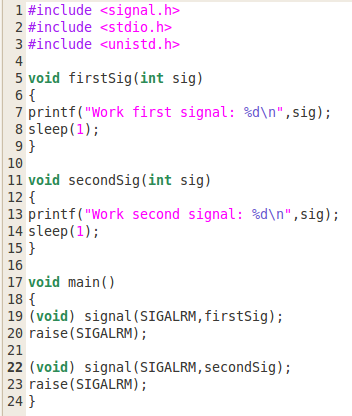 1 #include <signal.h>
2 #include <stdio.h>
3 #include <unistd.h>
4
5 void firstSig(int sig)
6 {
7 printf("Work first signal: %d\n",sig);
8 sleep(1);
9 }
10
11 void secondSig(int sig)
12 {
13 printf("Work second signal: %d\n",sig);
14 sleep(1);
15 }
16
17 void main()
18 {
19 (void) signal(SIGALRM,firstSig);
20 raise(SIGALRM);
21
22 (void) signal(SIGALRM,secondSig);
23 raise(SIGALRM);
24 }